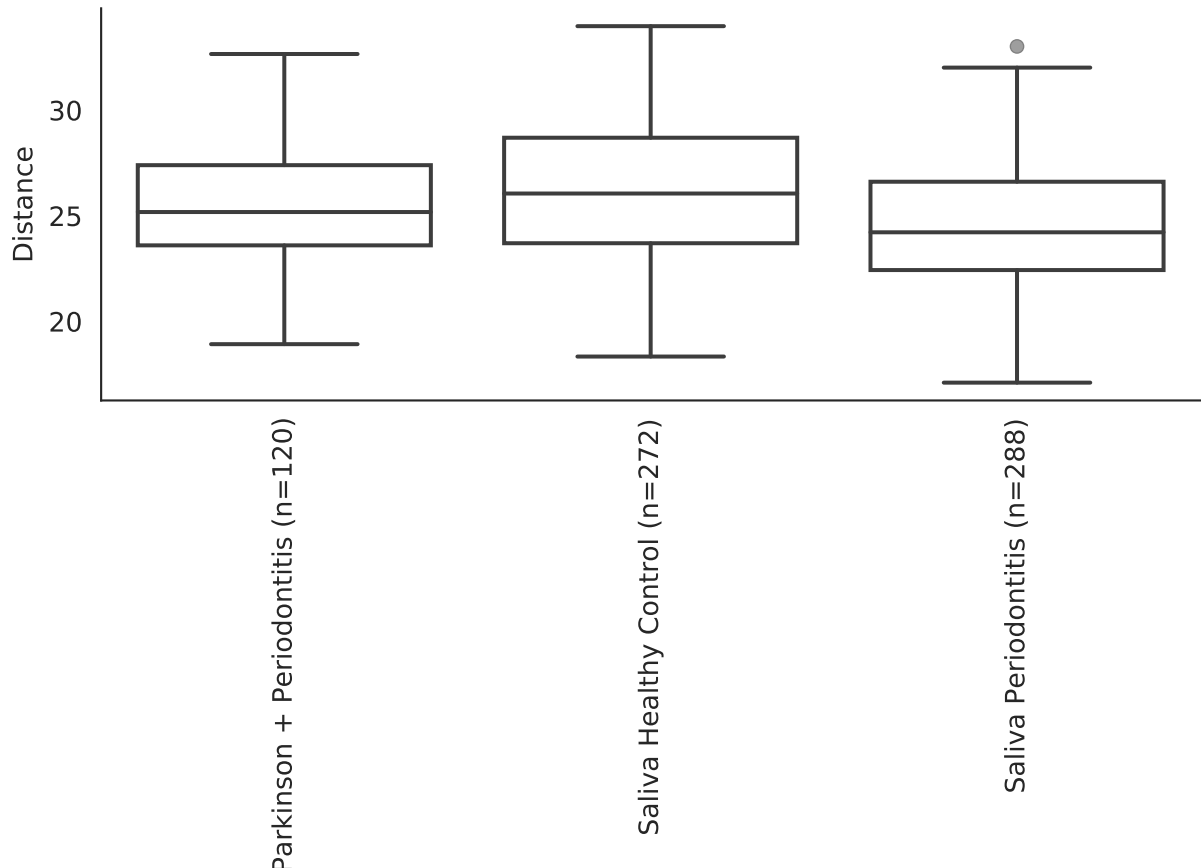 Distance
30
25
20
Parkinson + Periodontitis (n=120)
Saliva Healthy Control (n=272)
Saliva Periodontitis (n=288)